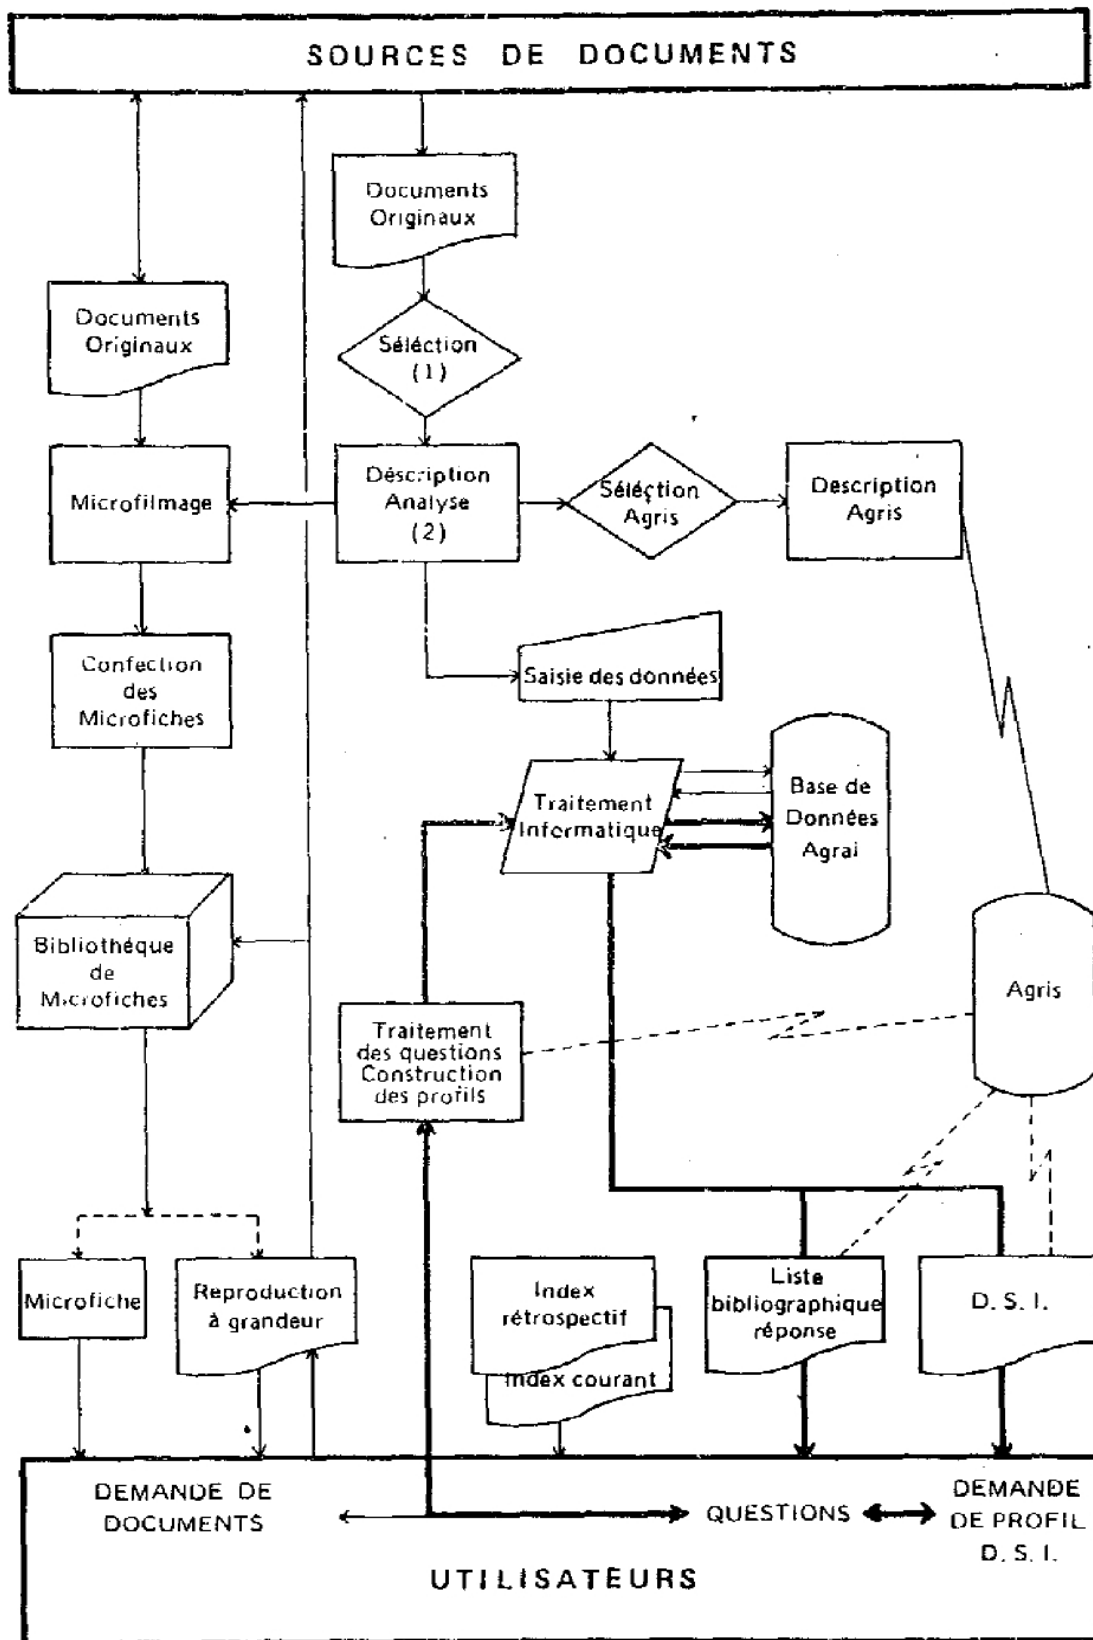 SOURCES DE DOCUMENTS
Documents
Originaux
Documents
Originaux
Séléction
(1)
Microfilmage
Déscription
Analyse
(2)
Séléçtion
Agris
Description
Agris
Confection
des
Microfiches
Saisie des données
Traitement
Informatique
Base de
Données
Agrai
Bibliothéque
de
Microfiches
Agris
Traitement
des questions
Construction
des profils
Microfiche
Reproduction
à grandeur
Index
rétrospectif
Index courant
Liste
bibliographique
réponse
D. S. I.
DEMANDE DE
DOCUMENTS
QUESTIONS
DEMANDE
DE PROFIL
D. S. I.
UTILISATEURS